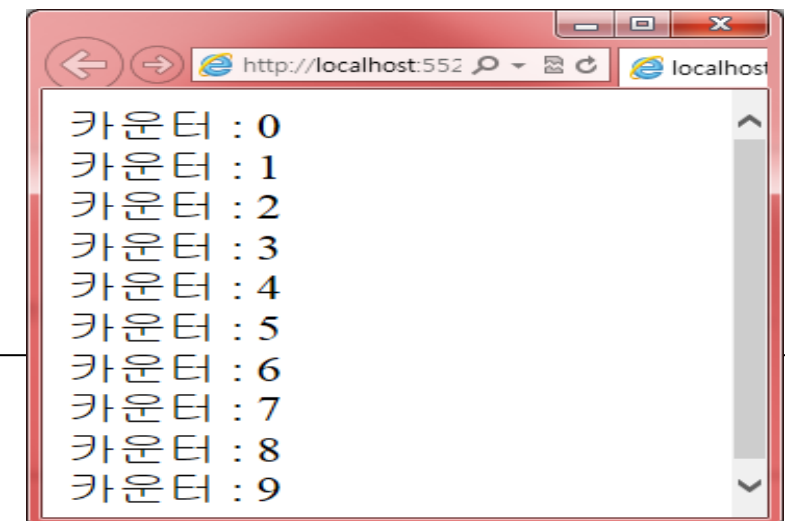 http://localhost:552
localhost
카운터 : 0
카운터 : 1
카운터 : 2
카운터 : 3
카운터 : 4
카운터 : 5
카운터 : 6
카운터 : 7
카운터 : 8
카운터 : 9